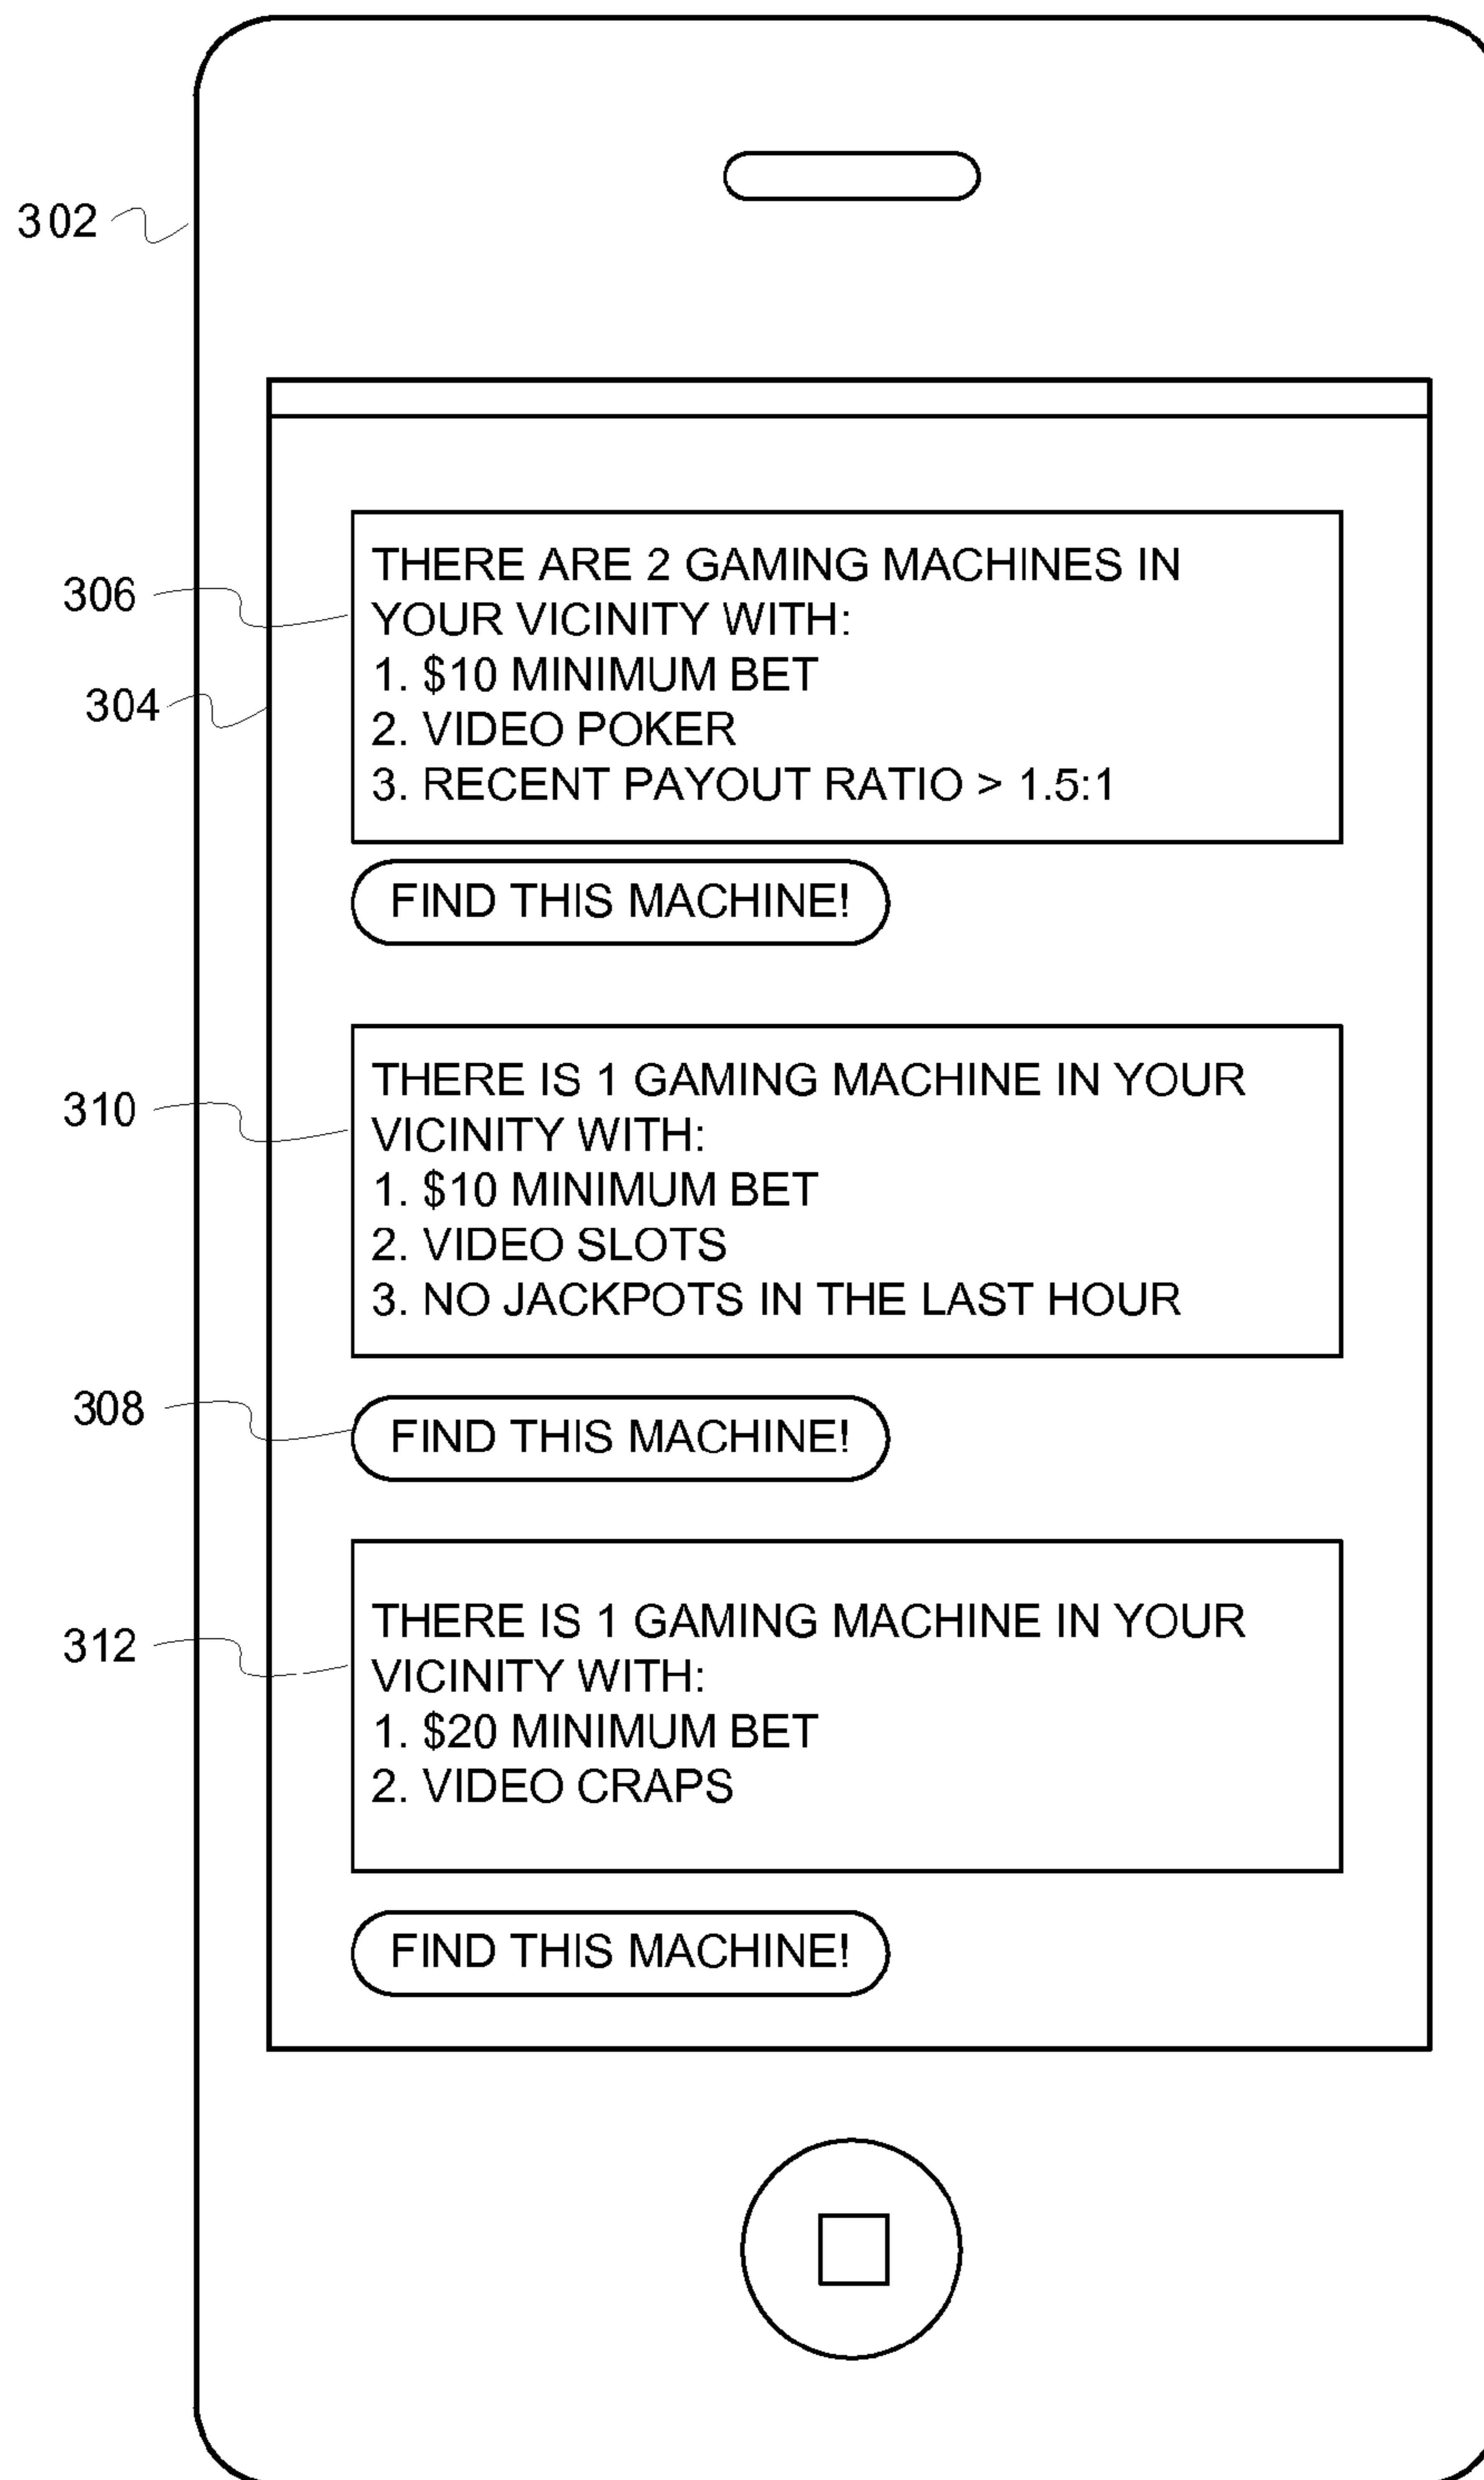 302
306
THERE ARE 2 GAMING MACHINES IN
YOUR VICINITY WITH:
1. $10 MINIMUM BET
304
2. VIDEO POKER
3. RECENT PAYOUT RATIO > 1.5:1
FIND THIS MACHINE!
310
THERE IS 1 GAMING MACHINE IN YOUR
VICINITY WITH:
1. $10 MINIMUM BET
2. VIDEO SLOTS
3. NO JACKPOTS IN THE LAST HOUR
308
FIND THIS MACHINE!
312
THERE IS 1 GAMING MACHINE IN YOUR
VICINITY WITH:
1. $20 MINIMUM BET
2. VIDEO CRAPS
FIND THIS MACHINE!